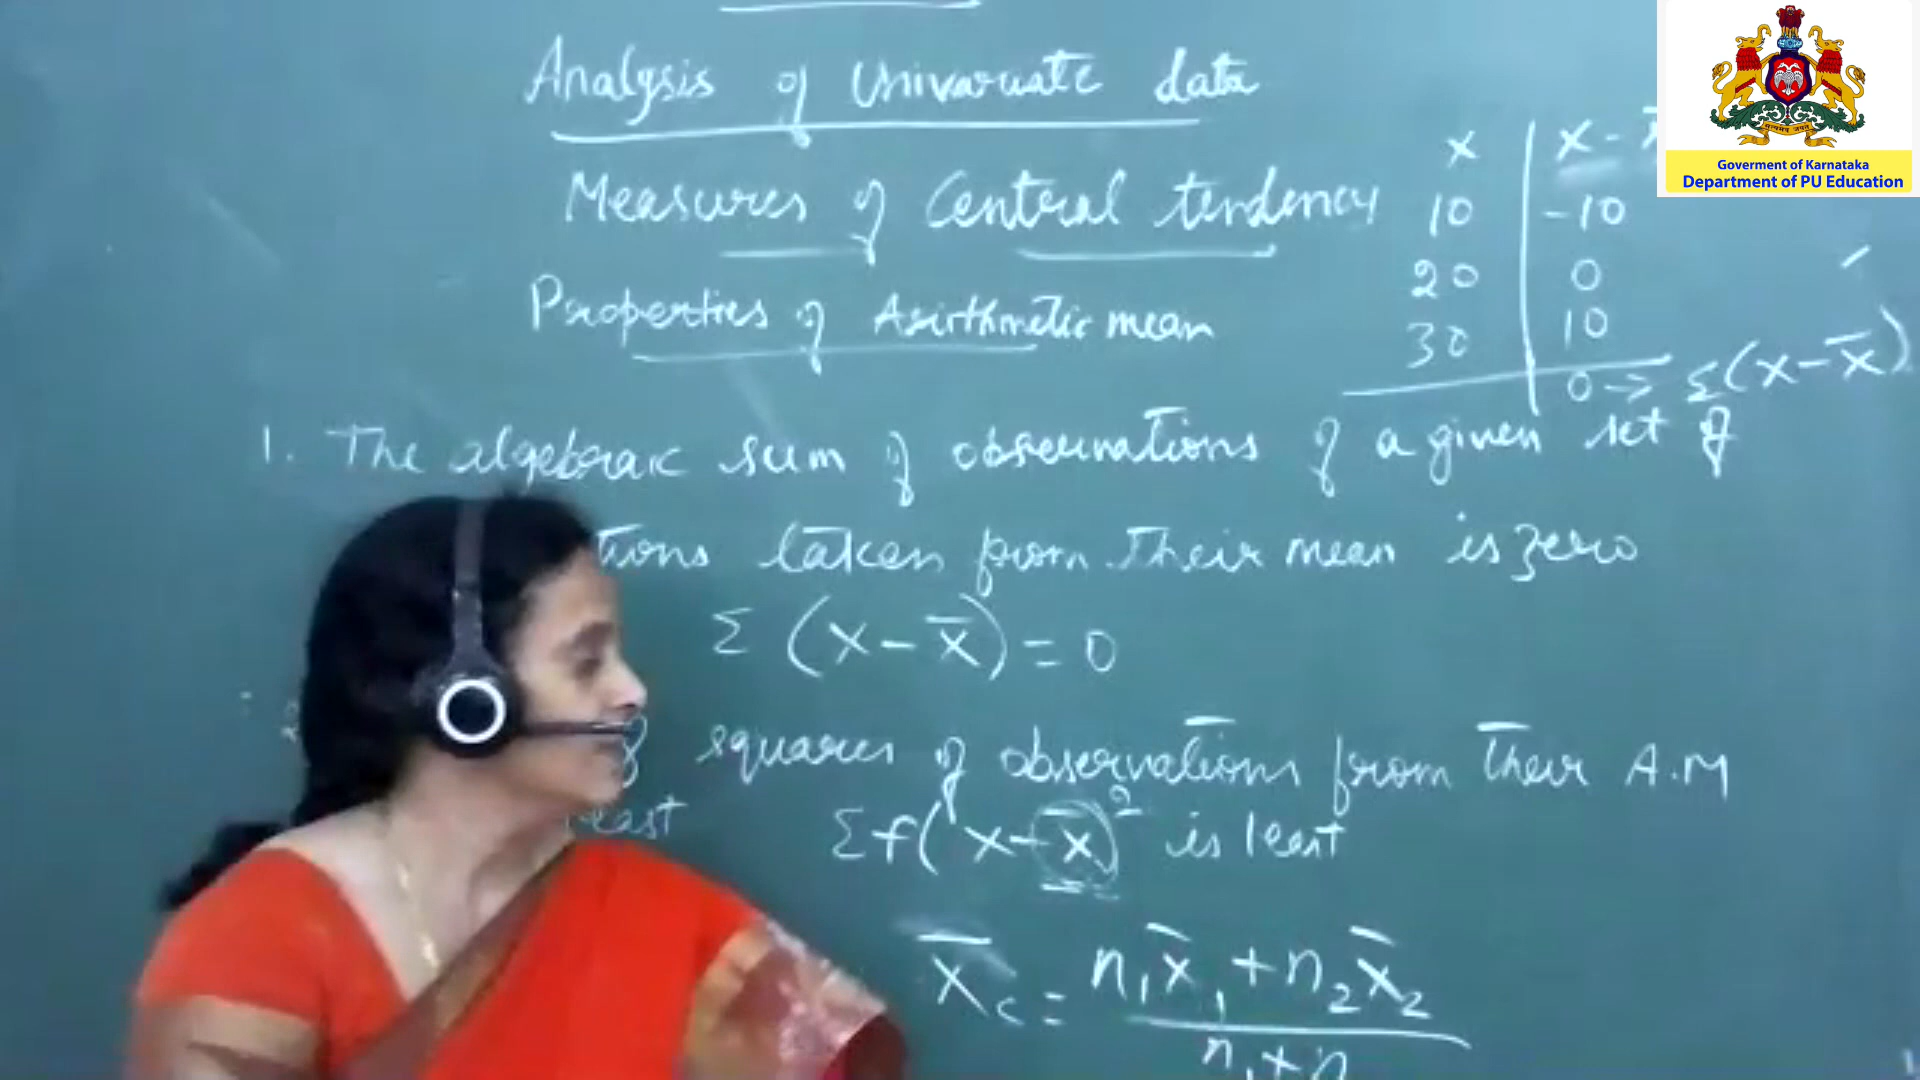 Analysis of Univariate data
Measures of Central tendency
Properties of Arithmetic mean
x | x - x̄
10 | -10
20 | 0
30 | 10
0 → Σ(x-x̄)
1. The algebraic sum of observations of a given set of
tions taken from their mean is zero
Σ (x - x̄) = 0
of squares of observations from their A.M
least Σf(x-x̄)² is least
x̄c = n₁x̄₁ + n₂x̄₂
n₁+n
Goverment of Karnataka
Department of PU Education